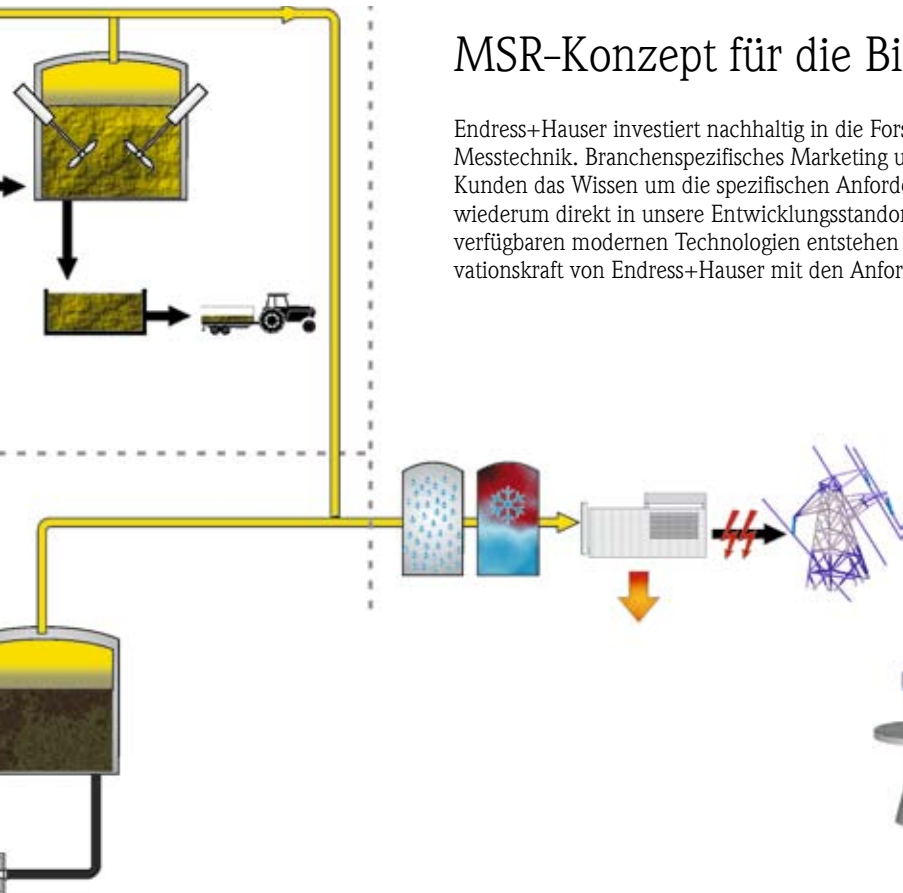 MSR-Konzept für die Bi
Endress+Hauser investiert nachhaltig in die Fors
Messtechnik. Branchenspezifisches Marketing u
Kunden das Wissen um die spezifischen Anforde
wiederum direkt in unsere Entwicklungsstandor
verfügbaren modernen Technologien entstehen
vationskraft von Endress+Hauser mit den Anfor